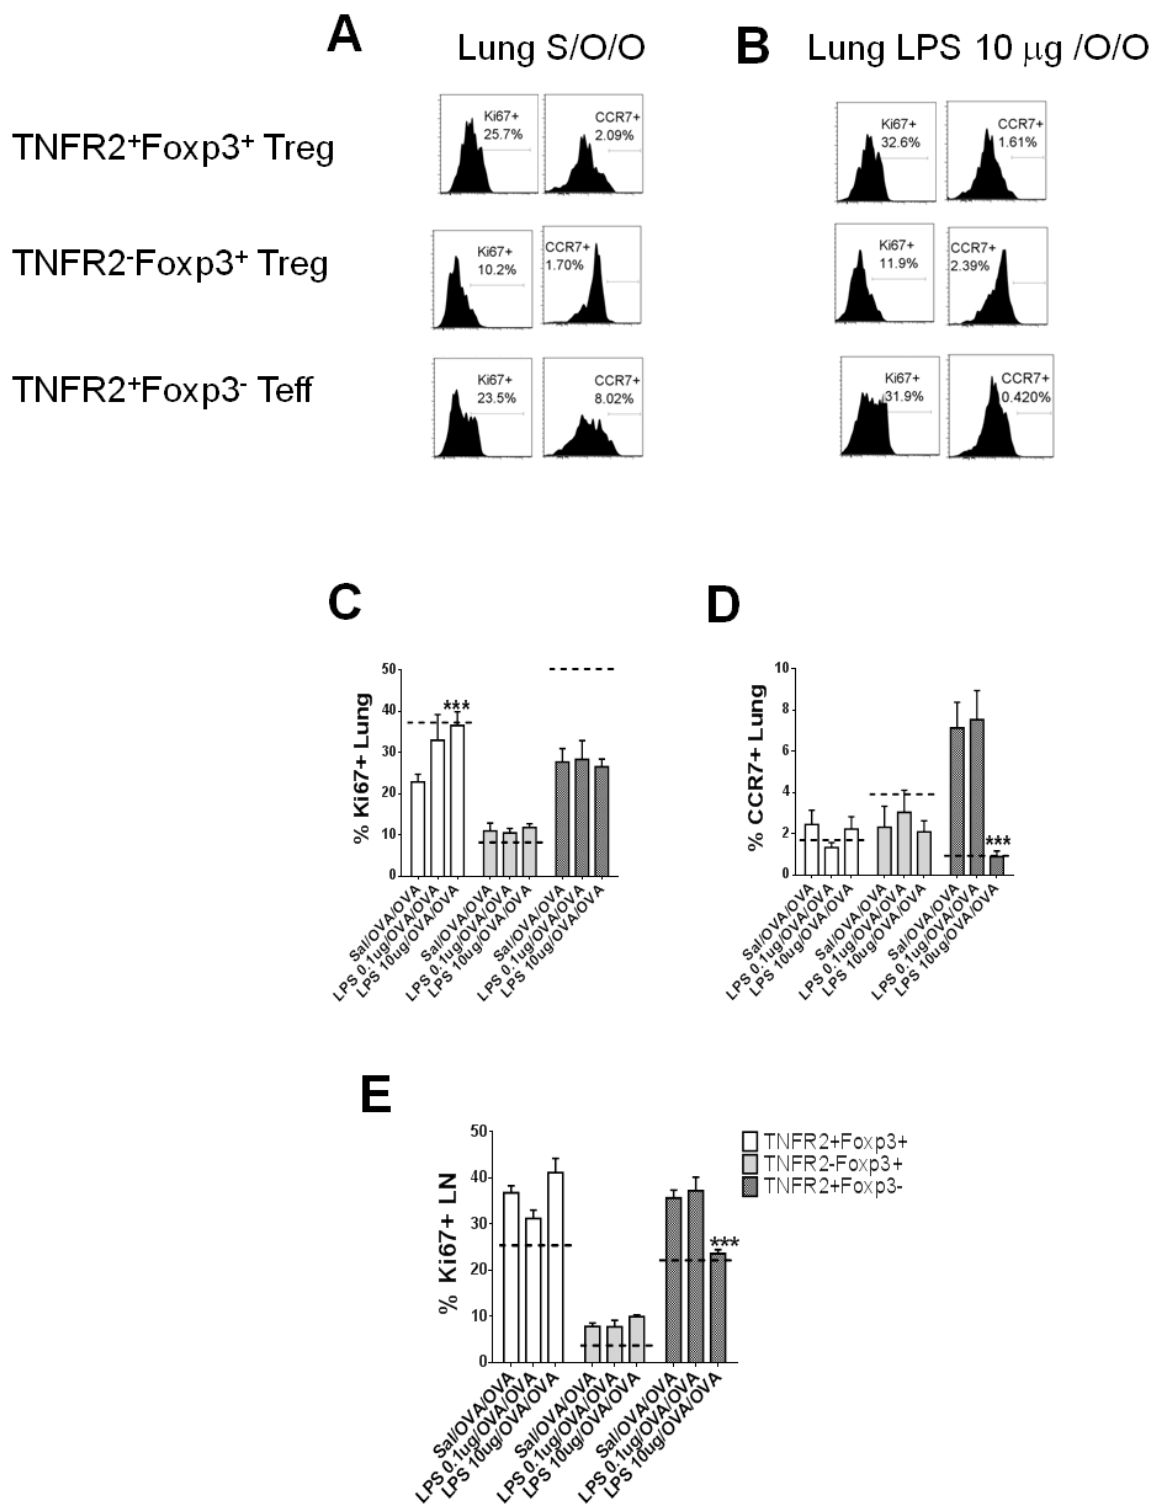 A
Lung S/O/O
B
Lung LPS 10 μg /O/O
TNFR2+Foxp3+ Treg
Ki67+
25.7%
CCR7+
2.09%
Ki67+
32.6%
CCR7+
1.61%
TNFR2-Foxp3+ Treg
Ki67+
10.2%
CCR7+
1.70%
Ki67+
11.9%
CCR7+
2.39%
TNFR2+Foxp3- Teff
Ki67+
23.5%
CCR7+
8.02%
Ki67+
31.9%
CCR7+
0.420%
C
% Ki67+ Lung
50
40
30
20
10
0
***
Sal/OVA/OVA
LPS 0.1ug/OVA/OVA
LPS 10ug/OVA/OVA
Sal/OVA/OVA
LPS 0.1ug/OVA/OVA
LPS 10ug/OVA/OVA
Sal/OVA/OVA
LPS 0.1ug/OVA/OVA
LPS 10ug/OVA/OVA
D
% CCR7+ Lung
10
8
6
4
2
0
***
Sal/OVA/OVA
LPS 0.1ug/OVA/OVA
LPS 10ug/OVA/OVA
Sal/OVA/OVA
LPS 0.1ug/OVA/OVA
LPS 10ug/OVA/OVA
Sal/OVA/OVA
LPS 0.1ug/OVA/OVA
LPS 10ug/OVA/OVA
E
% Ki67+ LN
50
40
30
20
10
0
***
TNFR2+Foxp3+
TNFR2-Foxp3+
TNFR2+Foxp3-
Sal/OVA/OVA
LPS 0.1ug/OVA/OVA
LPS 10ug/OVA/OVA
Sal/OVA/OVA
LPS 0.1ug/OVA/OVA
LPS 10ug/OVA/OVA
Sal/OVA/OVA
LPS 0.1ug/OVA/OVA
LPS 10ug/OVA/OVA